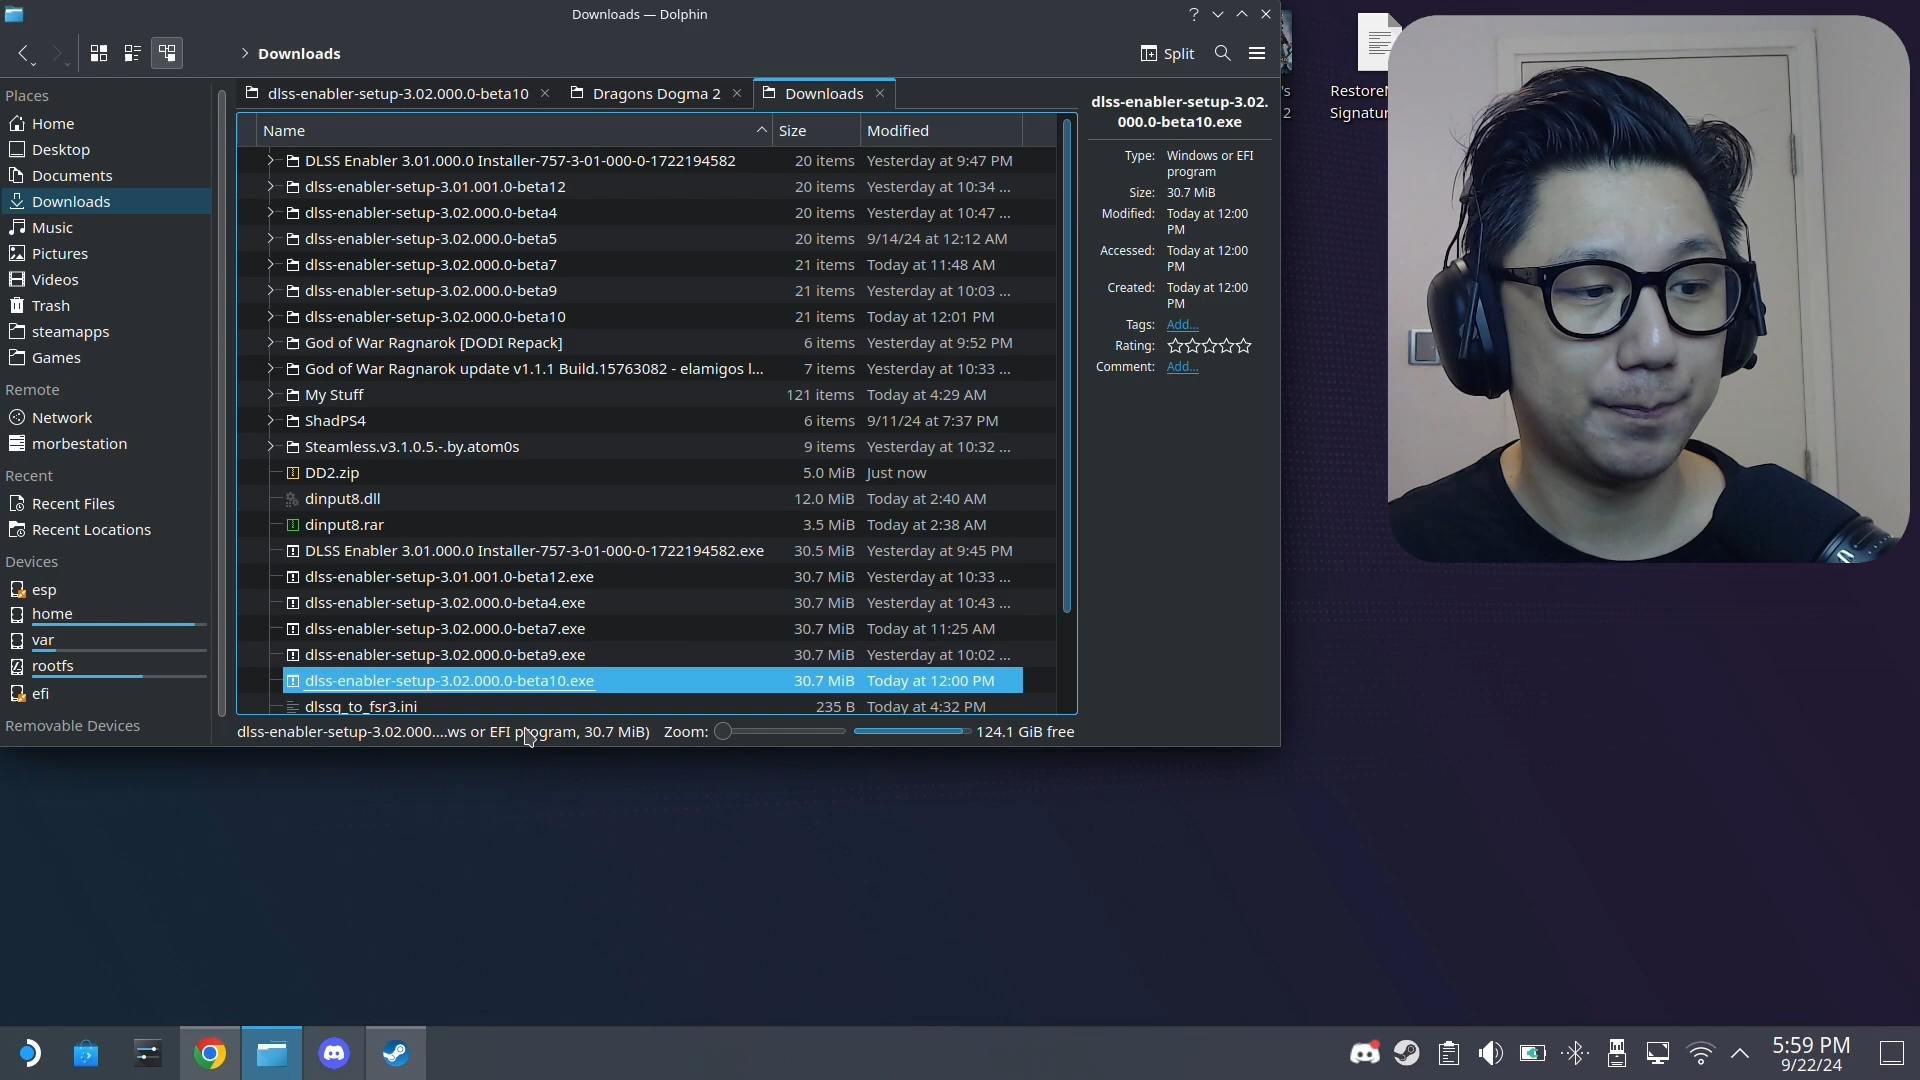 Downloads — Dolphin
Downloads
Split
Places
Home
Desktop
Documents
Downloads
Music
Pictures
Videos
Trash
steamapps
Games
Remote
Network
morbestation
Recent
Recent Files
Recent Locations
Devices
esp
home
var
rootfs
efi
Removable Devices
dlss-enabler-setup-3.02.000.0-beta10
Dragons Dogma 2
Downloads
Name Size Modified
DLSS Enabler 3.01.000.0 Installer-757-3-01-000-0-1722194582 20 items Yesterday at 9:47 PM
dlss-enabler-setup-3.01.001.0-beta12 20 items Yesterday at 10:34 ...
dlss-enabler-setup-3.02.000.0-beta4 20 items Yesterday at 10:47 ...
dlss-enabler-setup-3.02.000.0-beta5 20 items 9/14/24 at 12:12 AM
dlss-enabler-setup-3.02.000.0-beta7 21 items Today at 11:48 AM
dlss-enabler-setup-3.02.000.0-beta9 21 items Yesterday at 10:03 ...
dlss-enabler-setup-3.02.000.0-beta10 21 items Today at 12:01 PM
God of War Ragnarok [DODI Repack] 6 items Yesterday at 9:52 PM
God of War Ragnarok update v1.1.1 Build.15763082 - elamigos l... 7 items Yesterday at 10:33 ...
My Stuff 121 items Today at 4:29 AM
ShadPS4 6 items 9/11/24 at 7:37 PM
Steamless.v3.1.0.5.-.by.atom0s 9 items Yesterday at 10:32 ...
DD2.zip 5.0 MiB Just now
dinput8.dll 12.0 MiB Today at 2:40 AM
dinput8.rar 3.5 MiB Today at 2:38 AM
DLSS Enabler 3.01.000.0 Installer-757-3-01-000-0-1722194582.exe 30.5 MiB Yesterday at 9:45 PM
dlss-enabler-setup-3.01.001.0-beta12.exe 30.7 MiB Yesterday at 10:33 ...
dlss-enabler-setup-3.02.000.0-beta4.exe 30.7 MiB Yesterday at 10:43 ...
dlss-enabler-setup-3.02.000.0-beta7.exe 30.7 MiB Today at 11:25 AM
dlss-enabler-setup-3.02.000.0-beta9.exe 30.7 MiB Yesterday at 10:02 ...
dlss-enabler-setup-3.02.000.0-beta10.exe 30.7 MiB Today at 12:00 PM
dlssg_to_fsr3.ini 235 B Today at 4:32 PM
dlss-enabler-setup-3.02.000....ws or EFI program, 30.7 MiB) Zoom: 124.1 GiB free
dlss-enabler-setup-3.02.
000.0-beta10.exe
Type: Windows or EFI
program
Size: 30.7 MiB
Modified: Today at 12:00
PM
Accessed: Today at 12:00
PM
Created: Today at 12:00
PM
Tags: Add...
Rating:
Comment: Add...
's
2
Restore
Signatur
5:59 PM
9/22/24